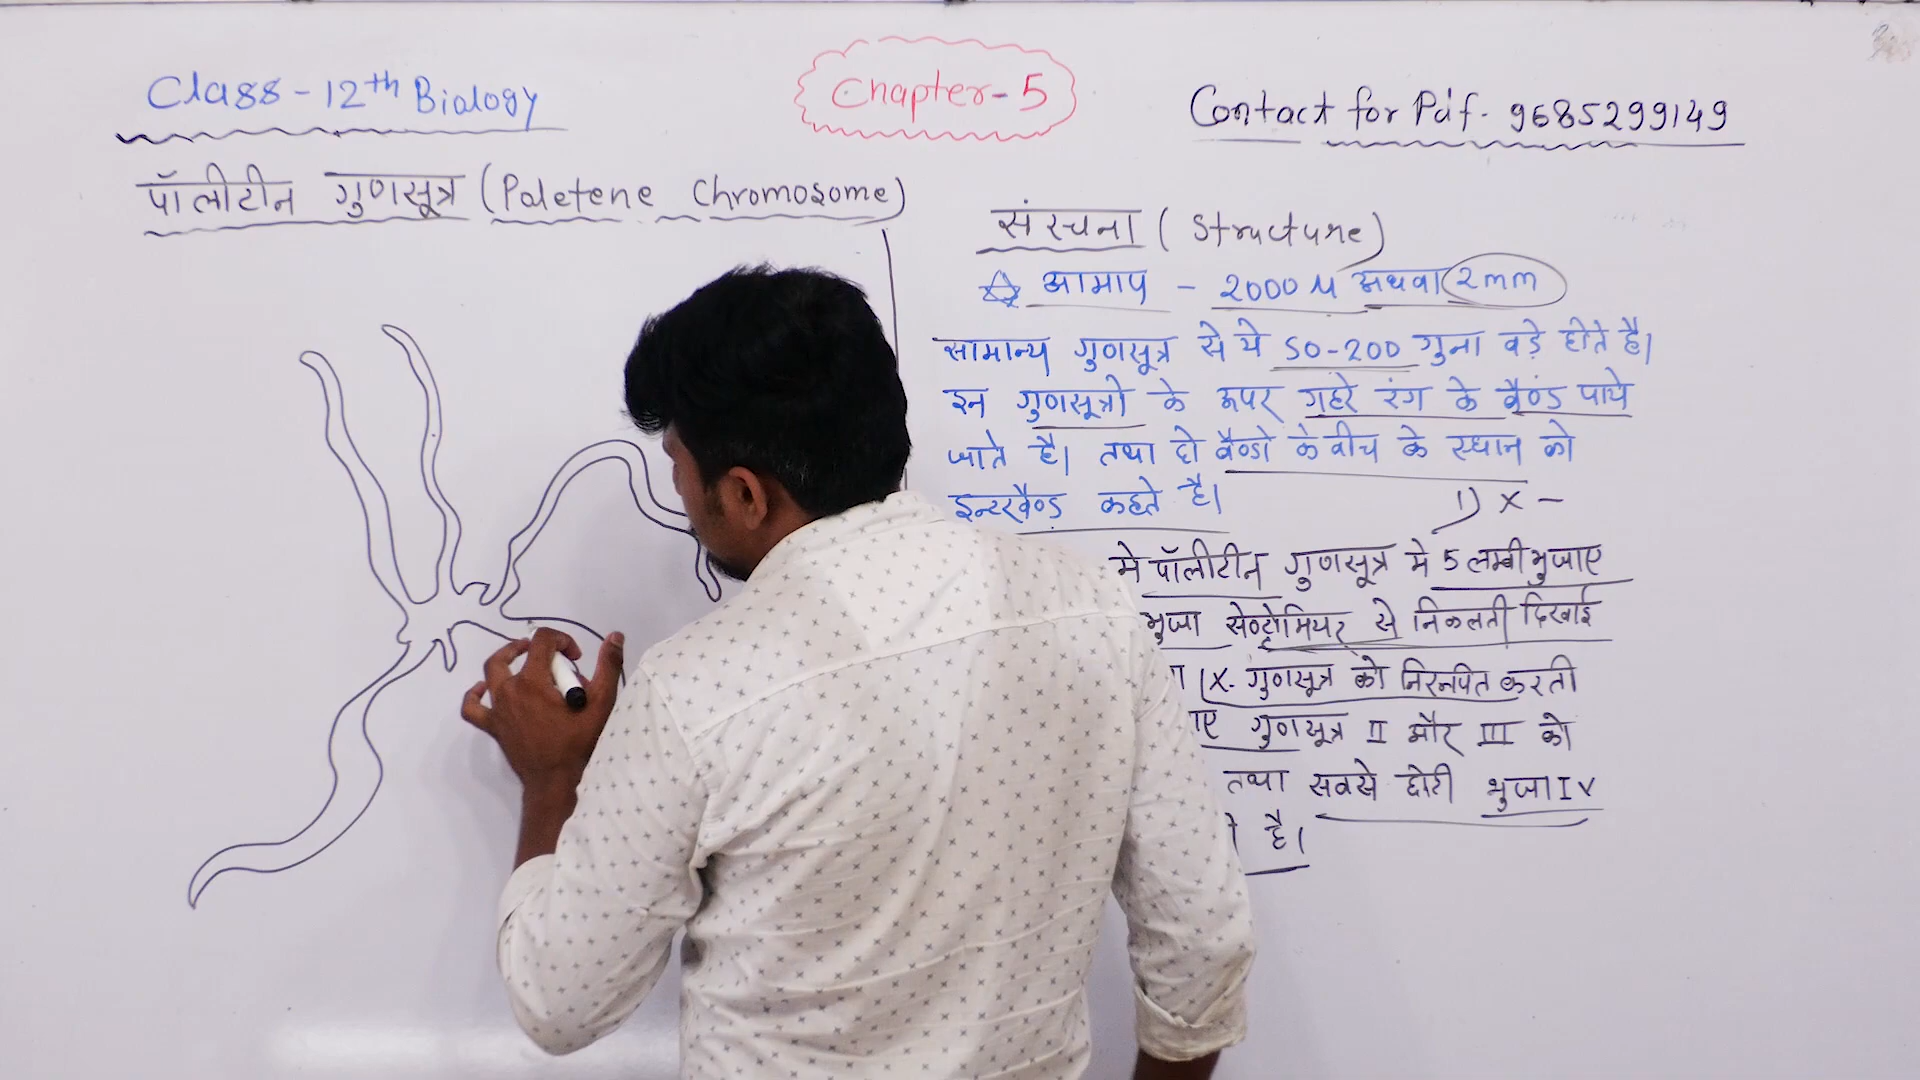 Class - 12th Biology
Chapter-5
Contact for Pdf - 9685299149
पॉलीटीन गुणसूत्र (Poletene Chromosome)
संरचना ( Structure)
आमाप - 2000 µ अथवा 2mm
सामान्य गुणसूत्र से ये 50-200 गुना बड़े होते है।
इन गुणसूत्रो के ऊपर गहरे रंग के बैण्ड पाये
जाते है। तथा दो बैण्डो के बीच के स्थान को
इन्टरबैण्ड कहते है।
1) X -
मे पॉलीटीन गुणसूत्र मे 5 लम्बी भुजाए
भुजा सेण्ट्रोमियर से निकलती दिखाई
(X- गुणसूत्र को निरूपित करती
गुणसूत्र II और III को
तथा सबसे छोटी भुजा IV
है।